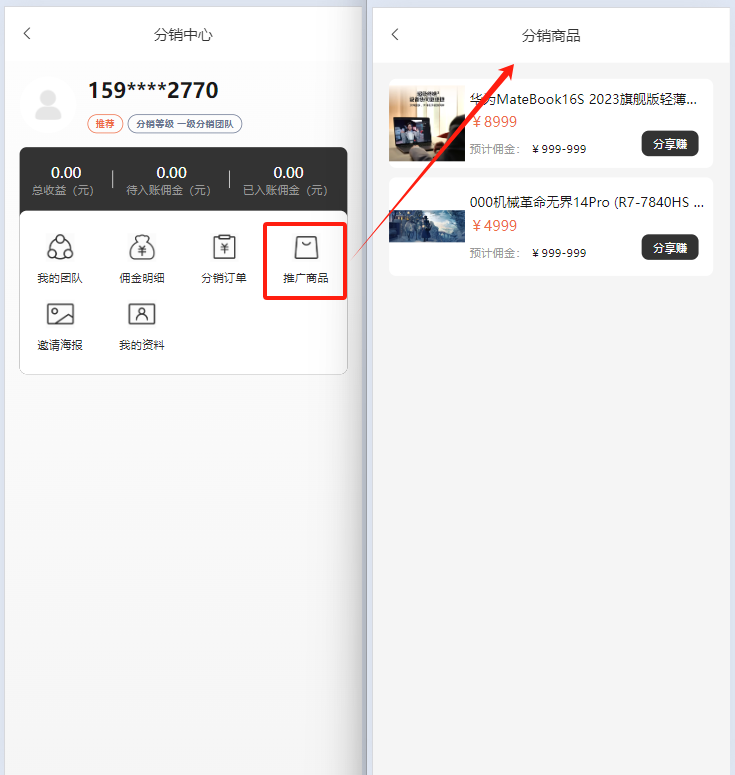 分销中心
159****2770
推荐 分销等级 一级分销团队
0.00 0.00 0.00
总收益（元） 待入账佣金（元） 已入账佣金（元）
我的团队 佣金明细 分销订单 推广商品
邀请海报 我的资料
分销商品
华为MateBook16S 2023旗舰版轻薄...
￥8999
预计佣金： ￥999-999 分享赚
000机械革命无界14Pro (R7-7840HS ...
￥4999
预计佣金： ￥999-999 分享赚